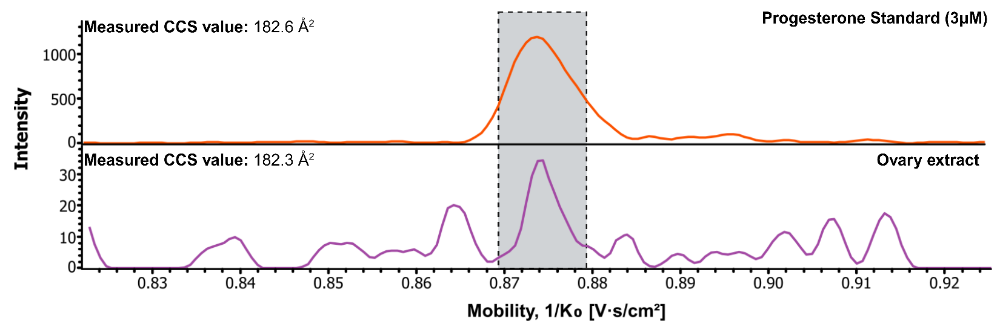 Measured CCS value: 182.6 Å²
Progesterone Standard (3µM)
1000
500
0
Intensity
Measured CCS value: 182.3 Å²
Ovary extract
30
20
10
0
0.83 0.84 0.85 0.86 0.87 0.88 0.89 0.90 0.91 0.92
Mobility, 1/K₀ [V·s/cm²]